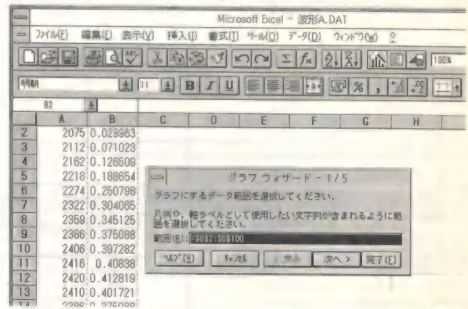 Microsoft Excel - 波形A.DAT
ファイル(F) 編集(E) 表示(V) 挿入(I) 書式(T) ツール(O) データ(D) ウィンドウ(W) ?
100%
明朝 11 B I U % ,
B2
A B C D E F G H
2 2075 0.029963
3 2112 0.071023
4 2162 0.126509
5 2218 0.188654
6 2274 0.250798
7 2322 0.304065
8 2359 0.345125
9 2386 0.375088
10 2406 0.397282
11 2416 0.40838
12 2420 0.412819
13 2410 0.401721
14 2386 0.375088
グラフ ウィザード - 1/5
グラフにするデータ範囲を選択してください。
凡例や，軸ラベルとして使用したい文字列が含まれるように範
囲を選択してください。
範囲(R): =$B$2:$B$100
ヘルプ(H) キャンセル 次へ > 完了(E)